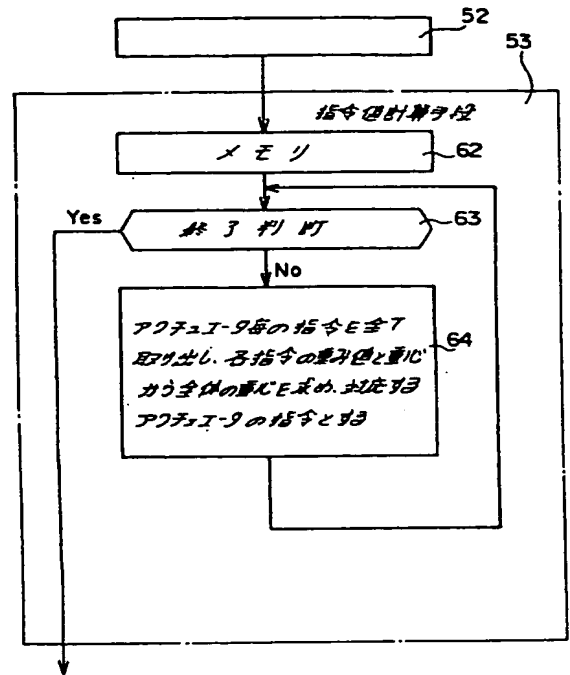 52
53
指令値計算手段
メモリ
62
Yes
終了判断
63
No
アクチュエータ毎の指令を全て
取り出し、各指令の重み値と重心
から全体の重心を求め、対応する
アクチュエータの指令とする
64